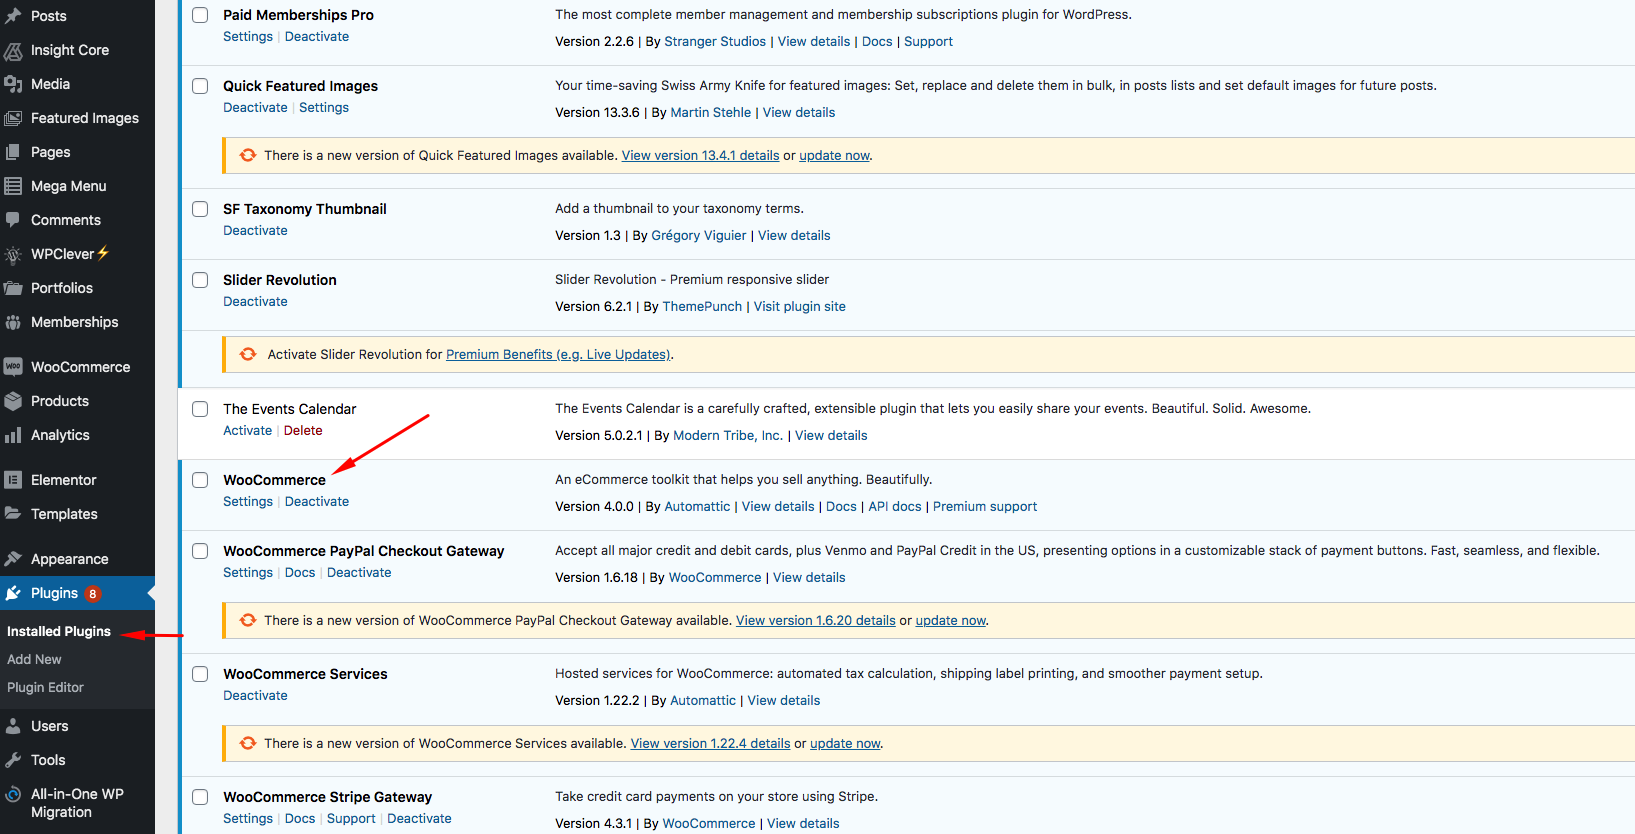 Posts
Insight Core
Media
Featured Images
Pages
Mega Menu
Comments
WPClever⚡
Portfolios
Memberships
WooCommerce
Products
Analytics
Elementor
Templates
Appearance
Plugins 8
Installed Plugins
Add New
Plugin Editor
Users
Tools
All-in-One WP
Migration
Paid Memberships Pro
Settings | Deactivate
The most complete member management and membership subscriptions plugin for WordPress.
Version 2.2.6 | By Stranger Studios | View details | Docs | Support
Quick Featured Images
Deactivate | Settings
Your time-saving Swiss Army Knife for featured images: Set, replace and delete them in bulk, in posts lists and set default images for future posts.
Version 13.3.6 | By Martin Stehle | View details
There is a new version of Quick Featured Images available. View version 13.4.1 details or update now.
SF Taxonomy Thumbnail
Deactivate
Add a thumbnail to your taxonomy terms.
Version 1.3 | By Grégory Viguier | View details
Slider Revolution
Deactivate
Slider Revolution - Premium responsive slider
Version 6.2.1 | By ThemePunch | Visit plugin site
Activate Slider Revolution for Premium Benefits (e.g. Live Updates).
The Events Calendar
Activate | Delete
The Events Calendar is a carefully crafted, extensible plugin that lets you easily share your events. Beautiful. Solid. Awesome.
Version 5.0.2.1 | By Modern Tribe, Inc. | View details
WooCommerce
Settings | Deactivate
An eCommerce toolkit that helps you sell anything. Beautifully.
Version 4.0.0 | By Automattic | View details | Docs | API docs | Premium support
WooCommerce PayPal Checkout Gateway
Settings | Docs | Deactivate
Accept all major credit and debit cards, plus Venmo and PayPal Credit in the US, presenting options in a customizable stack of payment buttons. Fast, seamless, and flexible.
Version 1.6.18 | By WooCommerce | View details
There is a new version of WooCommerce PayPal Checkout Gateway available. View version 1.6.20 details or update now.
WooCommerce Services
Deactivate
Hosted services for WooCommerce: automated tax calculation, shipping label printing, and smoother payment setup.
Version 1.22.2 | By Automattic | View details
There is a new version of WooCommerce Services available. View version 1.22.4 details or update now.
WooCommerce Stripe Gateway
Settings | Docs | Support | Deactivate
Take credit card payments on your store using Stripe.
Version 4.3.1 | By WooCommerce | View details